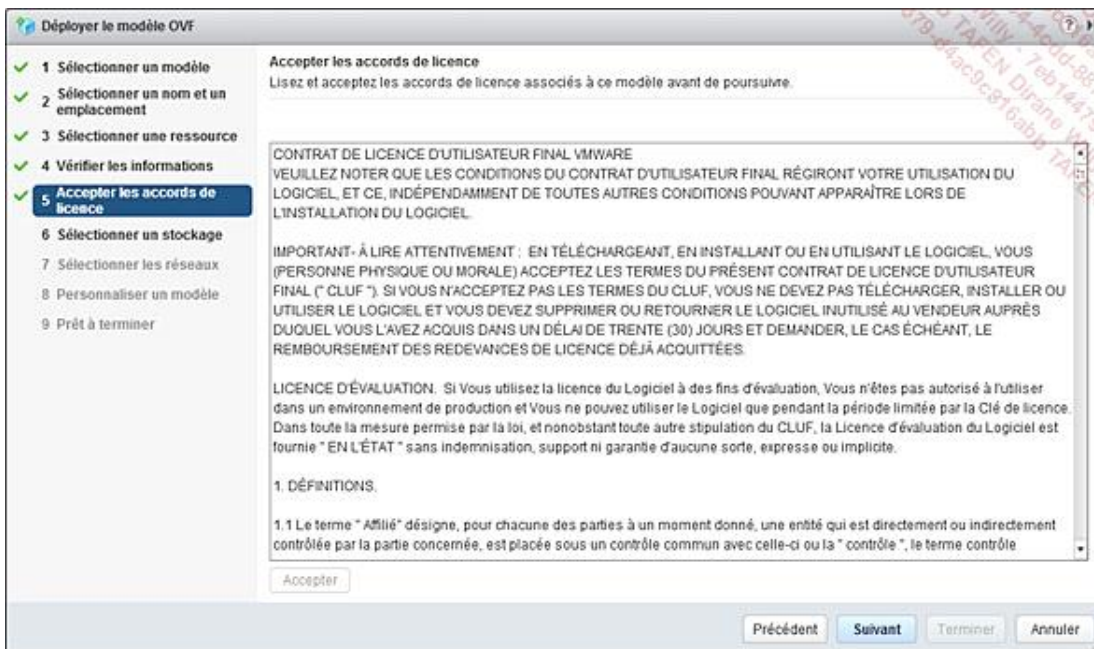 Déployer le modèle OVF
1 Sélectionner un modèle
2 Sélectionner un nom et un
emplacement
3 Sélectionner une ressource
4 Vérifier les informations
5 Accepter les accords de
licence
6 Sélectionner un stockage
7 Sélectionner les réseaux
8 Personnaliser un modèle
9 Prêt à terminer
Accepter les accords de licence
Lisez et acceptez les accords de licence associés à ce modèle avant de poursuivre.
CONTRAT DE LICENCE D'UTILISATEUR FINAL VMWARE
VEUILLEZ NOTER QUE LES CONDITIONS DU CONTRAT D'UTILISATEUR FINAL RÉGIRONT VOTRE UTILISATION DU
LOGICIEL, ET CE, INDÉPENDAMMENT DE TOUTES AUTRES CONDITIONS POUVANT APPARAÎTRE LORS DE
L'INSTALLATION DU LOGICIEL.
IMPORTANT- À LIRE ATTENTIVEMENT : EN TÉLÉCHARGEANT, EN INSTALLANT OU EN UTILISANT LE LOGICIEL, VOUS
(PERSONNE PHYSIQUE OU MORALE) ACCEPTEZ LES TERMES DU PRÉSENT CONTRAT DE LICENCE D'UTILISATEUR
FINAL (" CLUF "). SI VOUS N'ACCEPTEZ PAS LES TERMES DU CLUF, VOUS NE DEVEZ PAS TÉLÉCHARGER, INSTALLER OU
UTILISER LE LOGICIEL ET VOUS DEVEZ SUPPRIMER OU RETOURNER LE LOGICIEL INUTILISÉ AU VENDEUR AUPRÈS
DUQUEL VOUS L'AVEZ ACQUIS DANS UN DÉLAI DE TRENTE (30) JOURS ET DEMANDER, LE CAS ÉCHÉANT, LE
REMBOURSEMENT DES REDEVANCES DE LICENCE DÉJÀ ACQUITTÉES.
LICENCE D'ÉVALUATION. Si Vous utilisez la licence du Logiciel à des fins d'évaluation, Vous n'êtes pas autorisé à l'utiliser
dans un environnement de production et Vous ne pouvez utiliser le Logiciel que pendant la période limitée par la Clé de licence.
Dans toute la mesure permise par la loi, et nonobstant toute autre stipulation du CLUF, la Licence d'évaluation du Logiciel est
fournie " EN L'ÉTAT " sans indemnisation, support ni garantie d'aucune sorte, expresse ou implicite.
1. DÉFINITIONS.
1.1 Le terme " Affilié" désigne, pour chacune des parties à un moment donné, une entité qui est directement ou indirectement
contrôlée par la partie concernée, est placée sous un contrôle commun avec celle-ci ou la " contrôle ", le terme contrôle
Accepter
Précédent
Suivant
Terminer
Annuler